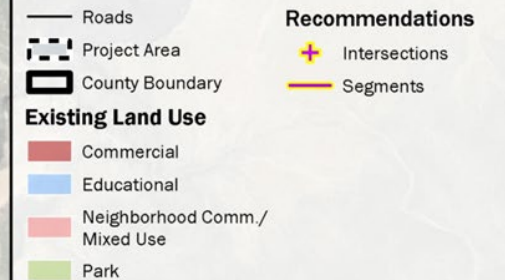 Roads
Project Area
County Boundary
Existing Land Use
Commercial
Educational
Neighborhood Comm./
Mixed Use
Park
Recommendations
Intersections
Segments